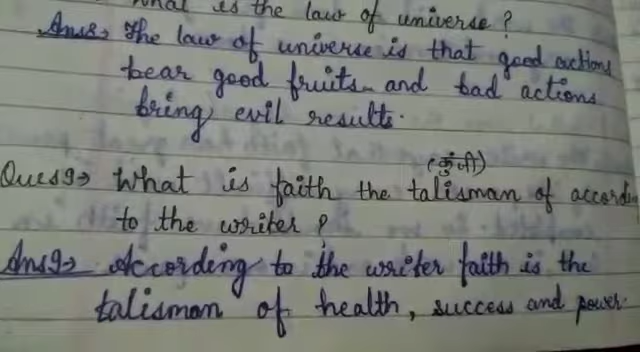 What is the law of universe ?
Ans8→ The law of universe is that good actions
bear good fruits and bad actions
bring evil results.
(कुंजी)
Ques9→ What is faith the talisman of accordin
to the writer ?
Ans9→ According to the writer faith is the
talisman of health, success and power.